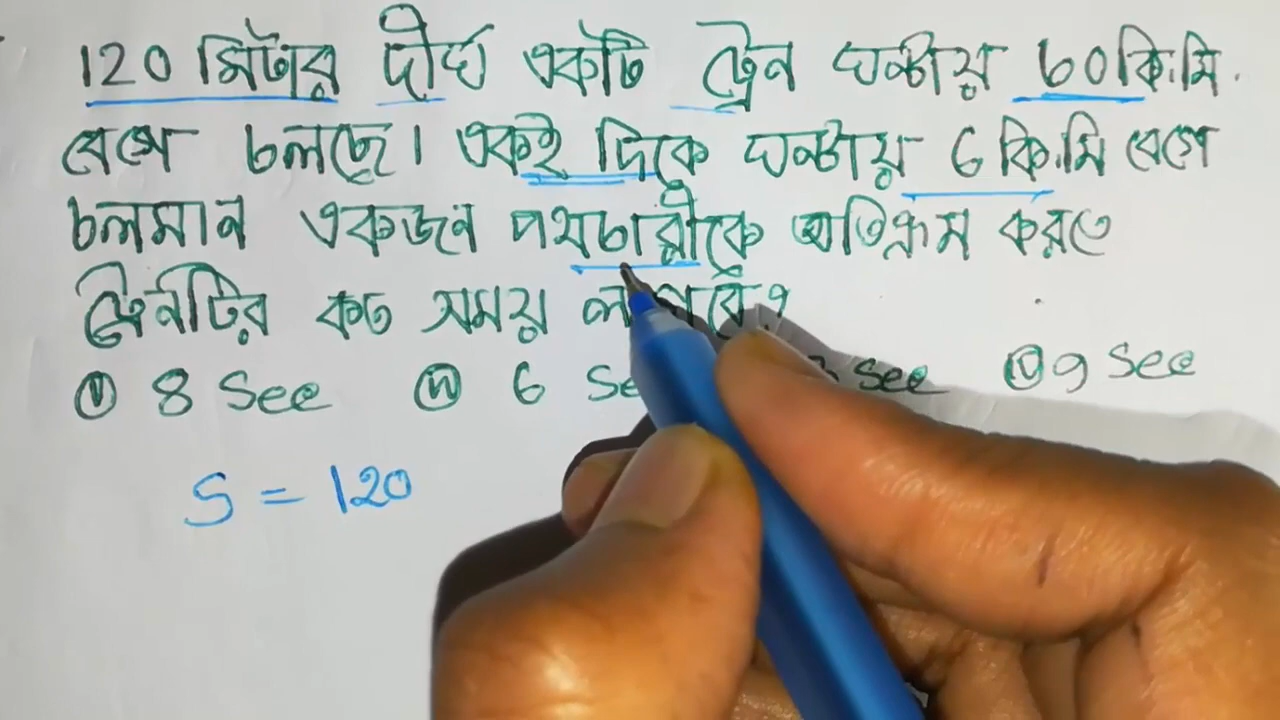 120 মিটার দীর্ঘ একটি ট্রেন ঘন্টায় ৬০ কি.মি.
বেগে চলছে। একই দিকে ঘন্টায় 6 কি.মি বেগে
চলমান একজন পথচারীকে অতিক্রম করতে
ট্রেনটির কত সময় লাগবে?
8 Sec 6 Sec 9 Sec
S = 120